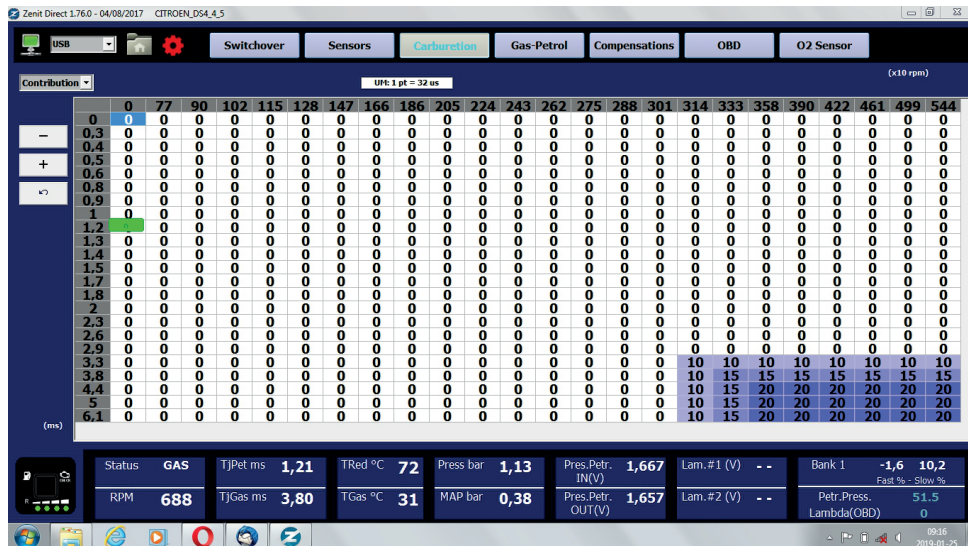 Zenit Direct 1.76.0 - 04/08/2017 CITROEN_DS4_4_5
USB Switchover Sensors Carburetion Gas-Petrol Compensations OBD O2 Sensor
(x10 rpm)
Contribution UM: 1 pt = 32 us
0 77 90 102 115 128 147 166 186 205 224 243 262 275 288 301 314 333 358 390 422 461 499 544
0 0 0 0 0 0 0 0 0 0 0 0 0 0 0 0 0 0 0 0 0 0 0 0 0
0,3 0 0 0 0 0 0 0 0 0 0 0 0 0 0 0 0 0 0 0 0 0 0 0 0
0,4 0 0 0 0 0 0 0 0 0 0 0 0 0 0 0 0 0 0 0 0 0 0 0 0
0,5 0 0 0 0 0 0 0 0 0 0 0 0 0 0 0 0 0 0 0 0 0 0 0 0
0,6 0 0 0 0 0 0 0 0 0 0 0 0 0 0 0 0 0 0 0 0 0 0 0 0
0,8 0 0 0 0 0 0 0 0 0 0 0 0 0 0 0 0 0 0 0 0 0 0 0 0
0,9 0 0 0 0 0 0 0 0 0 0 0 0 0 0 0 0 0 0 0 0 0 0 0 0
1 0 0 0 0 0 0 0 0 0 0 0 0 0 0 0 0 0 0 0 0 0 0 0 0
1,2 0 0 0 0 0 0 0 0 0 0 0 0 0 0 0 0 0 0 0 0 0 0 0
1,3 0 0 0 0 0 0 0 0 0 0 0 0 0 0 0 0 0 0 0 0 0 0 0 0
1,4 0 0 0 0 0 0 0 0 0 0 0 0 0 0 0 0 0 0 0 0 0 0 0 0
1,5 0 0 0 0 0 0 0 0 0 0 0 0 0 0 0 0 0 0 0 0 0 0 0 0
1,7 0 0 0 0 0 0 0 0 0 0 0 0 0 0 0 0 0 0 0 0 0 0 0 0
1,8 0 0 0 0 0 0 0 0 0 0 0 0 0 0 0 0 0 0 0 0 0 0 0 0
2 0 0 0 0 0 0 0 0 0 0 0 0 0 0 0 0 0 0 0 0 0 0 0 0
2,3 0 0 0 0 0 0 0 0 0 0 0 0 0 0 0 0 0 0 0 0 0 0 0 0
2,6 0 0 0 0 0 0 0 0 0 0 0 0 0 0 0 0 0 0 0 0 0 0 0 0
2,9 0 0 0 0 0 0 0 0 0 0 0 0 0 0 0 0 0 0 0 0 0 0 0 0
3,3 0 0 0 0 0 0 0 0 0 0 0 0 0 0 0 0 10 10 10 10 10 10 10 10
3,8 0 0 0 0 0 0 0 0 0 0 0 0 0 0 0 0 10 15 15 15 15 15 15 15
4,4 0 0 0 0 0 0 0 0 0 0 0 0 0 0 0 0 10 15 20 20 20 20 20 20
5 0 0 0 0 0 0 0 0 0 0 0 0 0 0 0 0 10 15 20 20 20 20 20 20
6,1 0 0 0 0 0 0 0 0 0 0 0 0 0 0 0 0 10 15 20 20 20 20 20 20
(ms)
Status GAS TjPet ms 1,21 TRed °C 72 Press bar 1,13 Pres.Petr. IN(V) 1,667 Lam.#1 (V) - - Bank 1 -1,6 10,2
Fast % - Slow %
RPM 688 TjGas ms 3,80 TGas °C 31 MAP bar 0,38 Pres.Petr. OUT(V) 1,657 Lam.#2 (V) - - Petr.Press. 51.5
Lambda(OBD) 0
R
09:16
2019-01-25